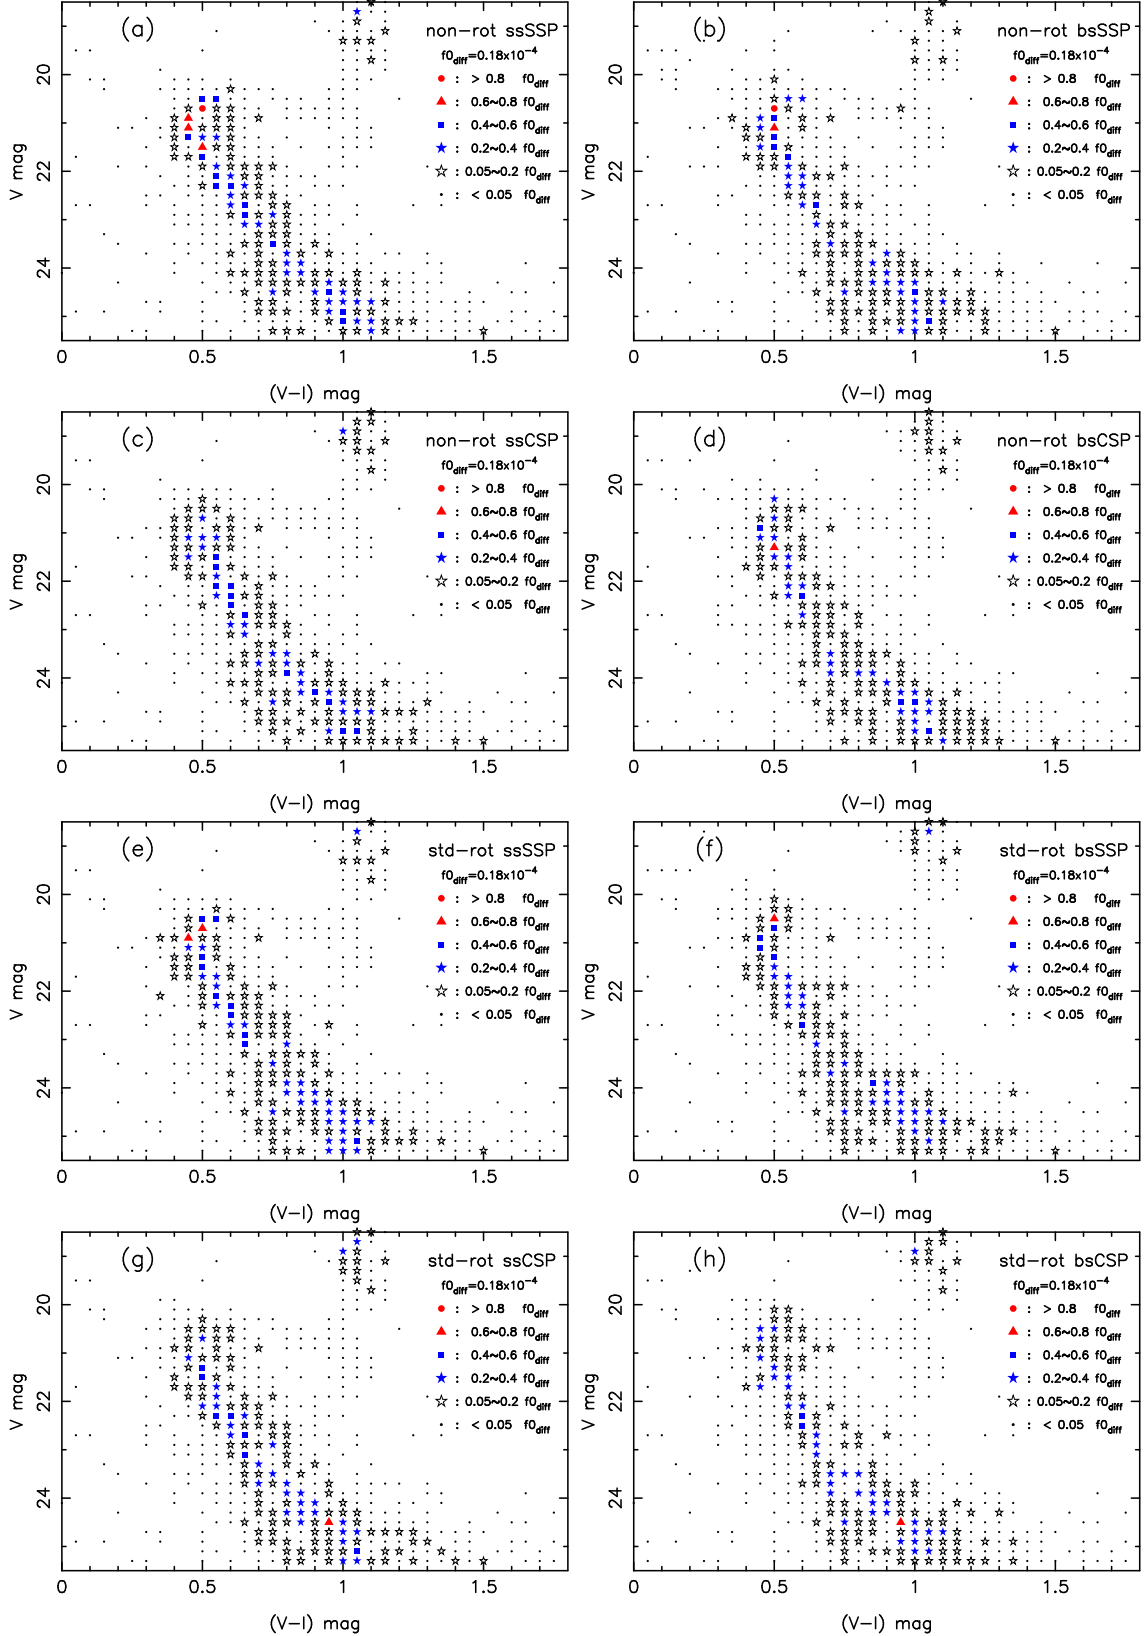 (a) non-rot ssSSP
f0diff=0.18x10-4
: > 0.8 f0diff
: 0.6~0.8 f0diff
: 0.4~0.6 f0diff
: 0.2~0.4 f0diff
: 0.05~0.2 f0diff
: < 0.05 f0diff
20
22
24
V mag
0 0.5 1 1.5
(V-I) mag
(b) non-rot bsSSP
f0diff=0.18x10-4
: > 0.8 f0diff
: 0.6~0.8 f0diff
: 0.4~0.6 f0diff
: 0.2~0.4 f0diff
: 0.05~0.2 f0diff
: < 0.05 f0diff
20
22
24
V mag
0 0.5 1 1.5
(V-I) mag
(c) non-rot ssCSP
f0diff=0.18x10-4
: > 0.8 f0diff
: 0.6~0.8 f0diff
: 0.4~0.6 f0diff
: 0.2~0.4 f0diff
: 0.05~0.2 f0diff
: < 0.05 f0diff
20
22
24
V mag
0 0.5 1 1.5
(V-I) mag
(d) non-rot bsCSP
f0diff=0.18x10-4
: > 0.8 f0diff
: 0.6~0.8 f0diff
: 0.4~0.6 f0diff
: 0.2~0.4 f0diff
: 0.05~0.2 f0diff
: < 0.05 f0diff
20
22
24
V mag
0 0.5 1 1.5
(V-I) mag
(e) std-rot ssSSP
f0diff=0.18x10-4
: > 0.8 f0diff
: 0.6~0.8 f0diff
: 0.4~0.6 f0diff
: 0.2~0.4 f0diff
: 0.05~0.2 f0diff
: < 0.05 f0diff
20
22
24
V mag
0 0.5 1 1.5
(V-I) mag
(f) std-rot bsSSP
f0diff=0.18x10-4
: > 0.8 f0diff
: 0.6~0.8 f0diff
: 0.4~0.6 f0diff
: 0.2~0.4 f0diff
: 0.05~0.2 f0diff
: < 0.05 f0diff
20
22
24
V mag
0 0.5 1 1.5
(V-I) mag
(g) std-rot ssCSP
f0diff=0.18x10-4
: > 0.8 f0diff
: 0.6~0.8 f0diff
: 0.4~0.6 f0diff
: 0.2~0.4 f0diff
: 0.05~0.2 f0diff
: < 0.05 f0diff
20
22
24
V mag
0 0.5 1 1.5
(V-I) mag
(h) std-rot bsCSP
f0diff=0.18x10-4
: > 0.8 f0diff
: 0.6~0.8 f0diff
: 0.4~0.6 f0diff
: 0.2~0.4 f0diff
: 0.05~0.2 f0diff
: < 0.05 f0diff
20
22
24
V mag
0 0.5 1 1.5
(V-I) mag